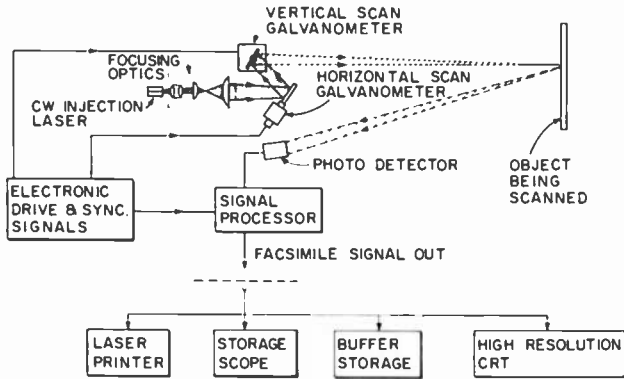 VERTICAL SCAN
GALVANOMETER
FOCUSING
OPTICS
HORIZONTAL SCAN
GALVANOMETER
CW INJECTION
LASER
PHOTO DETECTOR
OBJECT
BEING
SCANNED
ELECTRONIC
DRIVE & SYNC.
SIGNALS
SIGNAL
PROCESSOR
FACSIMILE SIGNAL OUT
LASER
PRINTER
STORAGE
SCOPE
BUFFER
STORAGE
HIGH RESOLUTION
CRT